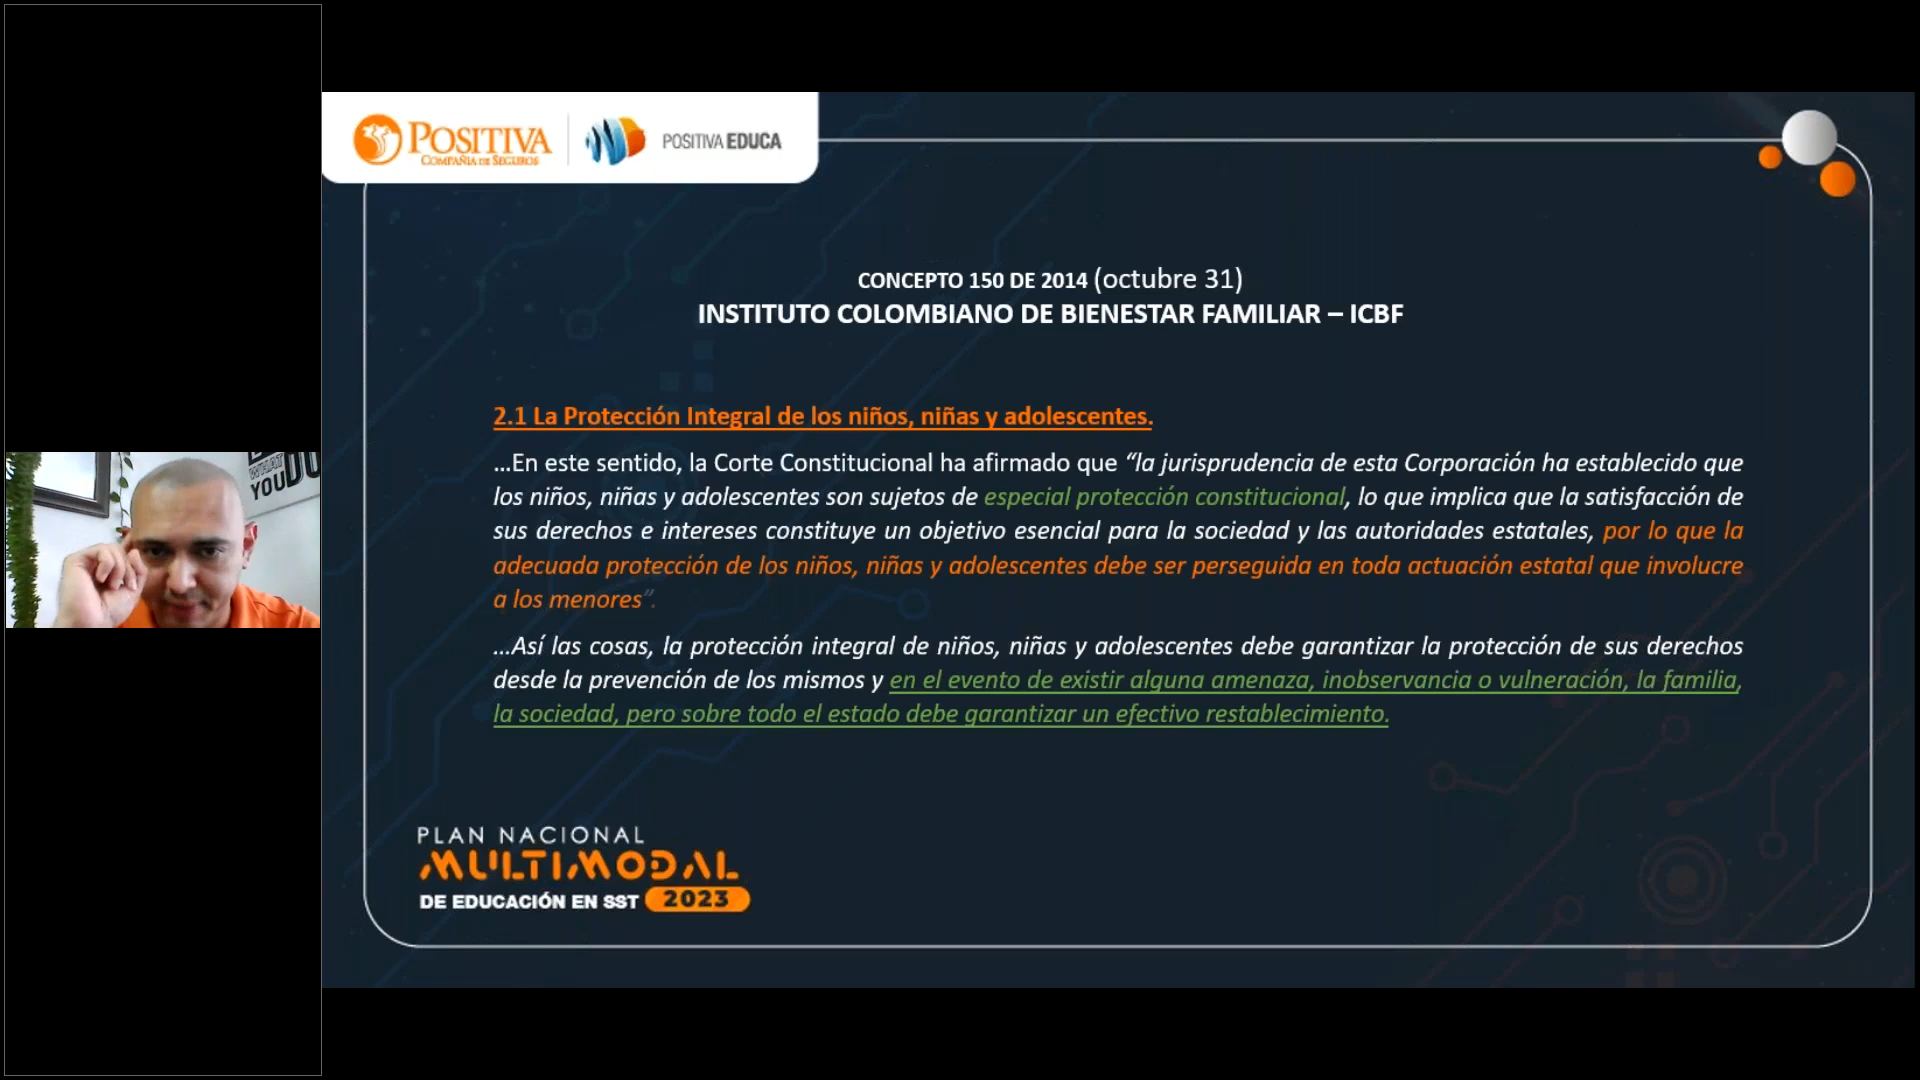 POSITIVA
COMPAÑIA DE SEGUROS
POSITIVA EDUCA
CONCEPTO 150 DE 2014 (octubre 31)
INSTITUTO COLOMBIANO DE BIENESTAR FAMILIAR – ICBF
2.1 La Protección Integral de los niños, niñas y adolescentes.
...En este sentido, la Corte Constitucional ha afirmado que “la jurisprudencia de esta Corporación ha establecido que
los niños, niñas y adolescentes son sujetos de especial protección constitucional, lo que implica que la satisfacción de
sus derechos e intereses constituye un objetivo esencial para la sociedad y las autoridades estatales, por lo que la
adecuada protección de los niños, niñas y adolescentes debe ser perseguida en toda actuación estatal que involucre
a los menores”.
...Así las cosas, la protección integral de niños, niñas y adolescentes debe garantizar la protección de sus derechos
desde la prevención de los mismos y en el evento de existir alguna amenaza, inobservancia o vulneración, la familia,
la sociedad, pero sobre todo el estado debe garantizar un efectivo restablecimiento.
WHAT
YOU DO
PLAN NACIONAL
MULTIMODAL
DE EDUCACIÓN EN SST 2023